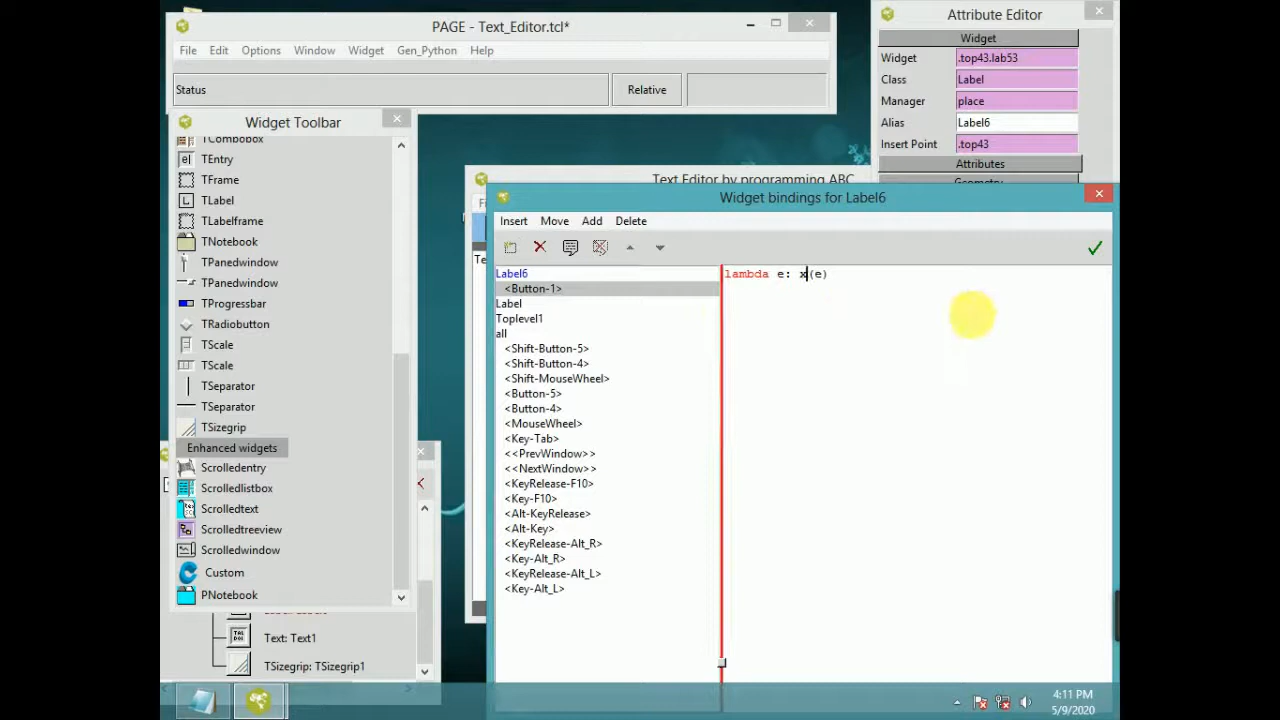 PAGE - Text_Editor.tcl*
File Edit Options Window Widget Gen_Python Help
Status
Relative
Attribute Editor
Widget
Widget .top43.lab53
Class Label
Manager place
Alias Label6
Insert Point .top43
Attributes
Widget Toolbar
TCombobox
TEntry
TFrame
TLabel
TLabelframe
TNotebook
TPanedwindow
TPanedwindow
TProgressbar
TRadiobutton
TScale
TScale
TSeparator
TSeparator
TSizegrip
Enhanced widgets
Scrolledentry
Scrolledlistbox
Scrolledtext
Scrolledtreeview
Scrolledwindow
Custom
PNotebook
Text: Text1
TSizegrip: TSizegrip1
Text Editor by programming ABC
Widget bindings for Label6
Insert Move Add Delete
Label6
<Button-1>
Label
Toplevel1
all
<Shift-Button-5>
<Shift-Button-4>
<Shift-MouseWheel>
<Button-5>
<Button-4>
<MouseWheel>
<Key-Tab>
<<PrevWindow>>
<<NextWindow>>
<KeyRelease-F10>
<Key-F10>
<Alt-KeyRelease>
<Alt-Key>
<KeyRelease-Alt_R>
<Key-Alt_R>
<KeyRelease-Alt_L>
<Key-Alt_L>
lambda e: x(e)
4:11 PM
5/9/2020